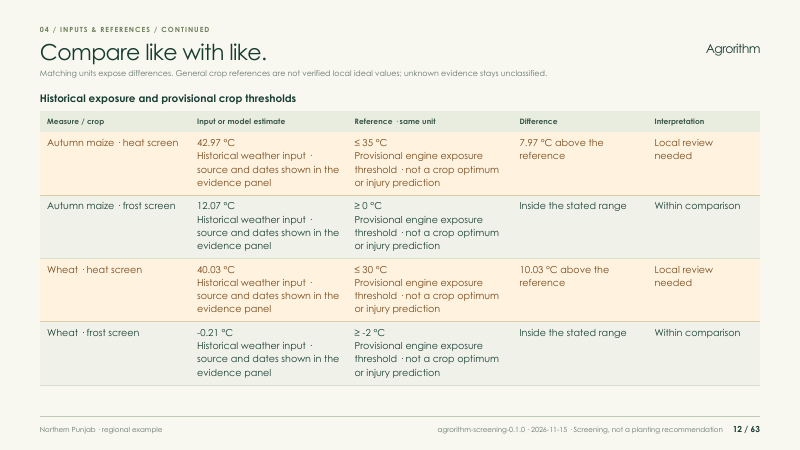 04 / INPUTS & REFERENCES / CONTINUED
Compare like with like.
Agrorithm
Matching units expose differences. General crop references are not verified local ideal values; unknown evidence stays unclassified.
Historical exposure and provisional crop thresholds
Measure / crop Input or model estimate Reference · same unit Difference Interpretation
Autumn maize · heat screen 42.97 °C ≤ 35 °C 7.97 °C above the Local review
Historical weather input · Provisional engine exposure reference needed
source and dates shown in the threshold · not a crop optimum
evidence panel or injury prediction
Autumn maize · frost screen 12.07 °C ≥ 0 °C Inside the stated range Within comparison
Historical weather input · Provisional engine exposure
source and dates shown in the threshold · not a crop optimum
evidence panel or injury prediction
Wheat · heat screen 40.03 °C ≤ 30 °C 10.03 °C above the Local review
Historical weather input · Provisional engine exposure reference needed
source and dates shown in the threshold · not a crop optimum
evidence panel or injury prediction
Wheat · frost screen -0.21 °C ≥ -2 °C Inside the stated range Within comparison
Historical weather input · Provisional engine exposure
source and dates shown in the threshold · not a crop optimum
evidence panel or injury prediction
Northern Punjab · regional example agrorithm-screening-0.1.0 · 2026-11-15 · Screening, not a planting recommendation 12 / 63